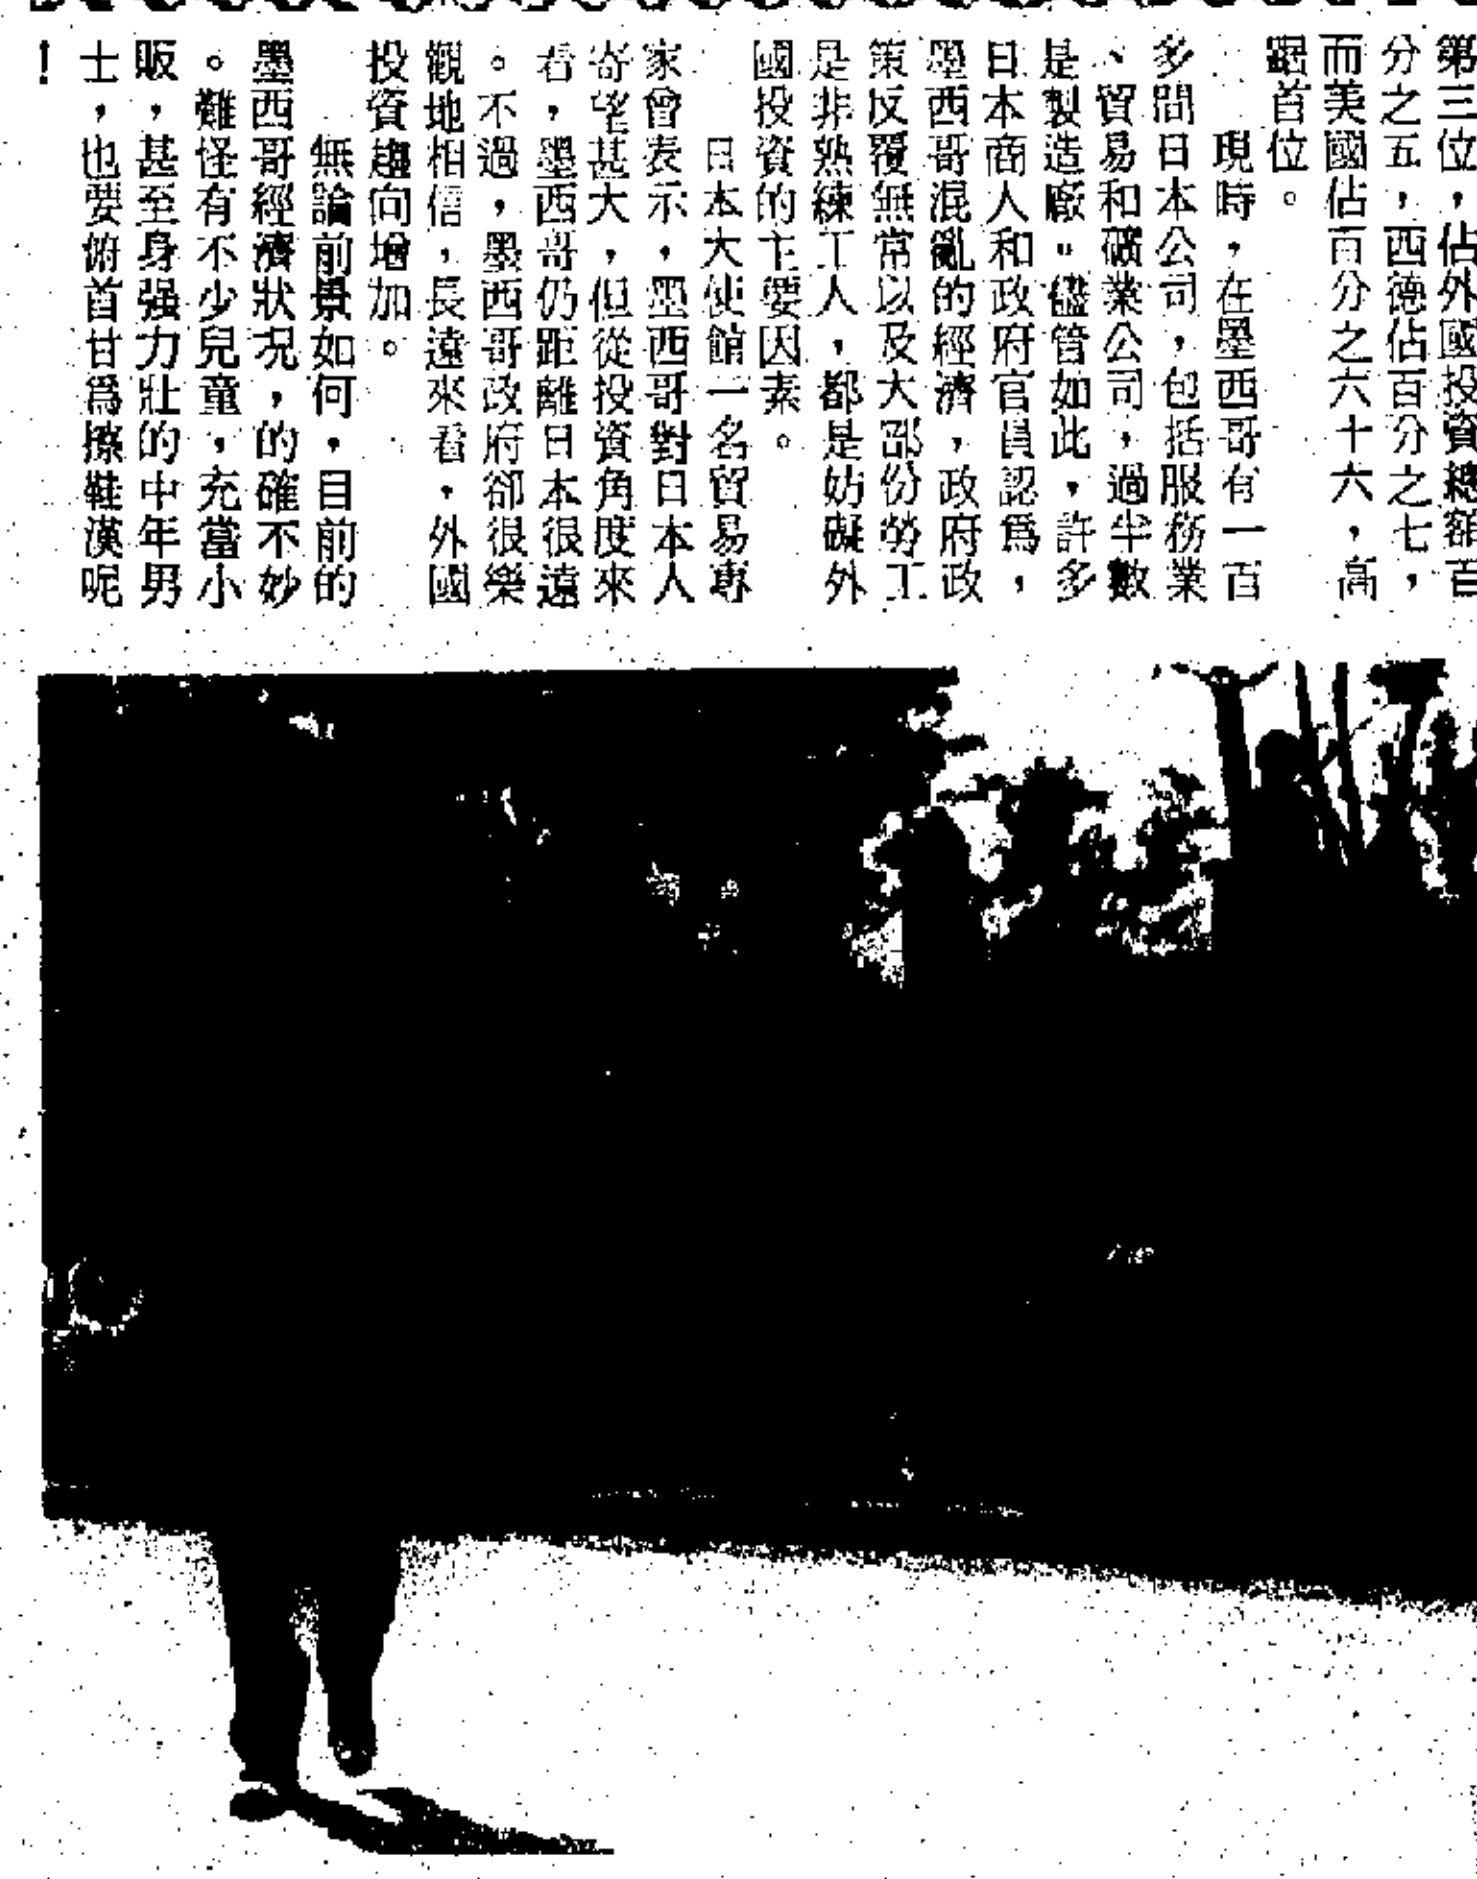 第三位，佔外國投資總額百
分之五，西德佔百分之七，
而美國佔百分之六十六，高
踞首位。
現時，在墨西哥有一百
多間日本公司，包括服務業
、貿易和礦業公司，過半數
是製造廠。儘管如此，許多
日本商人和政府官員認爲，
墨西哥混亂的經濟，政府政
策反覆無常以及大部份勞工
是非熟練工人，都是妨礙外
國投資的主要因素。
日本大使館一名貿易專
家曾表示，墨西哥對日本人
寄望甚大，但從投資角度來
看，墨西哥仍距離日本很遠
。不過，墨西哥政府卻很樂
觀地相信，長遠來看，外國
投資趨向增加。
無論前景如何，目前的
墨西哥經濟狀况，的確不妙
。難怪有不少兒童，充當小
販，甚至身强力壯的中年男
士，也要俯首甘爲擦鞋漢呢
！